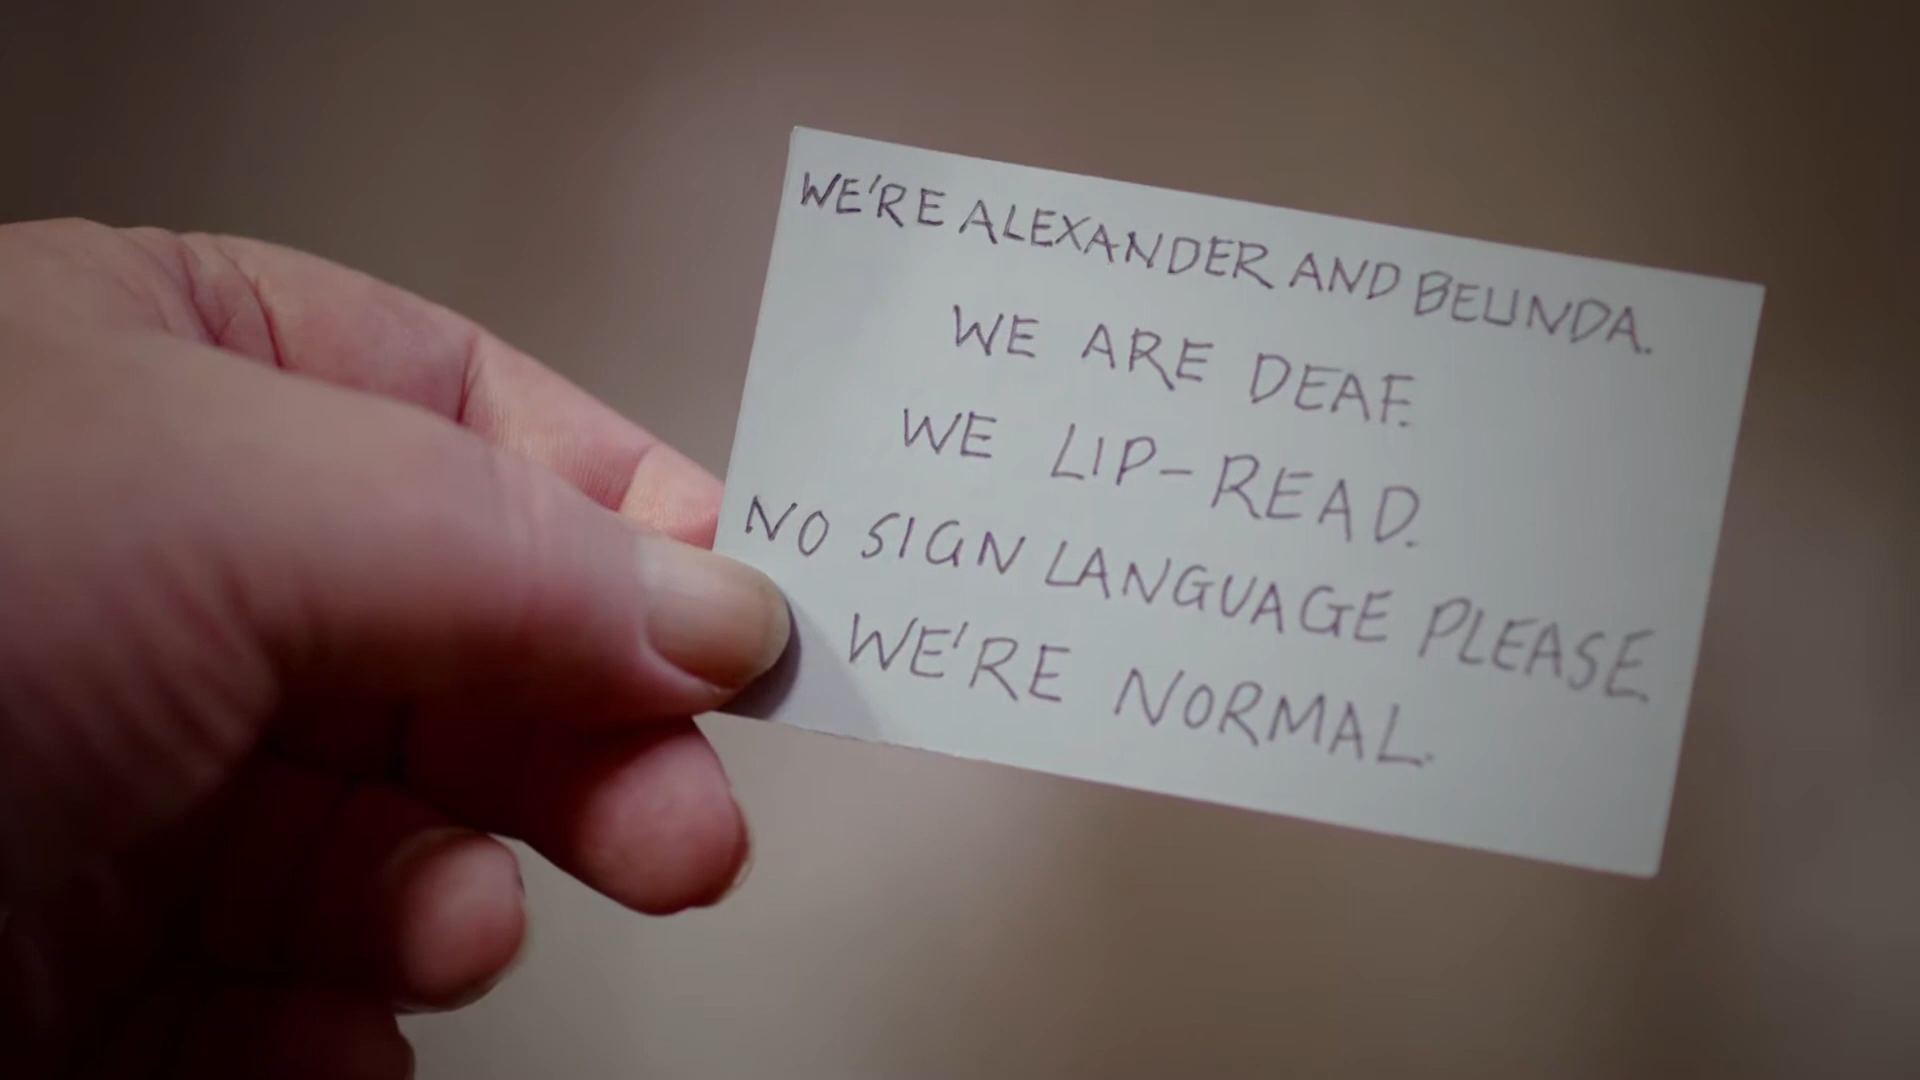 WE'RE ALEXANDER AND BELINDA.
WE ARE DEAF.
WE LIP-READ.
NO SIGN LANGUAGE PLEASE.
WE'RE NORMAL.